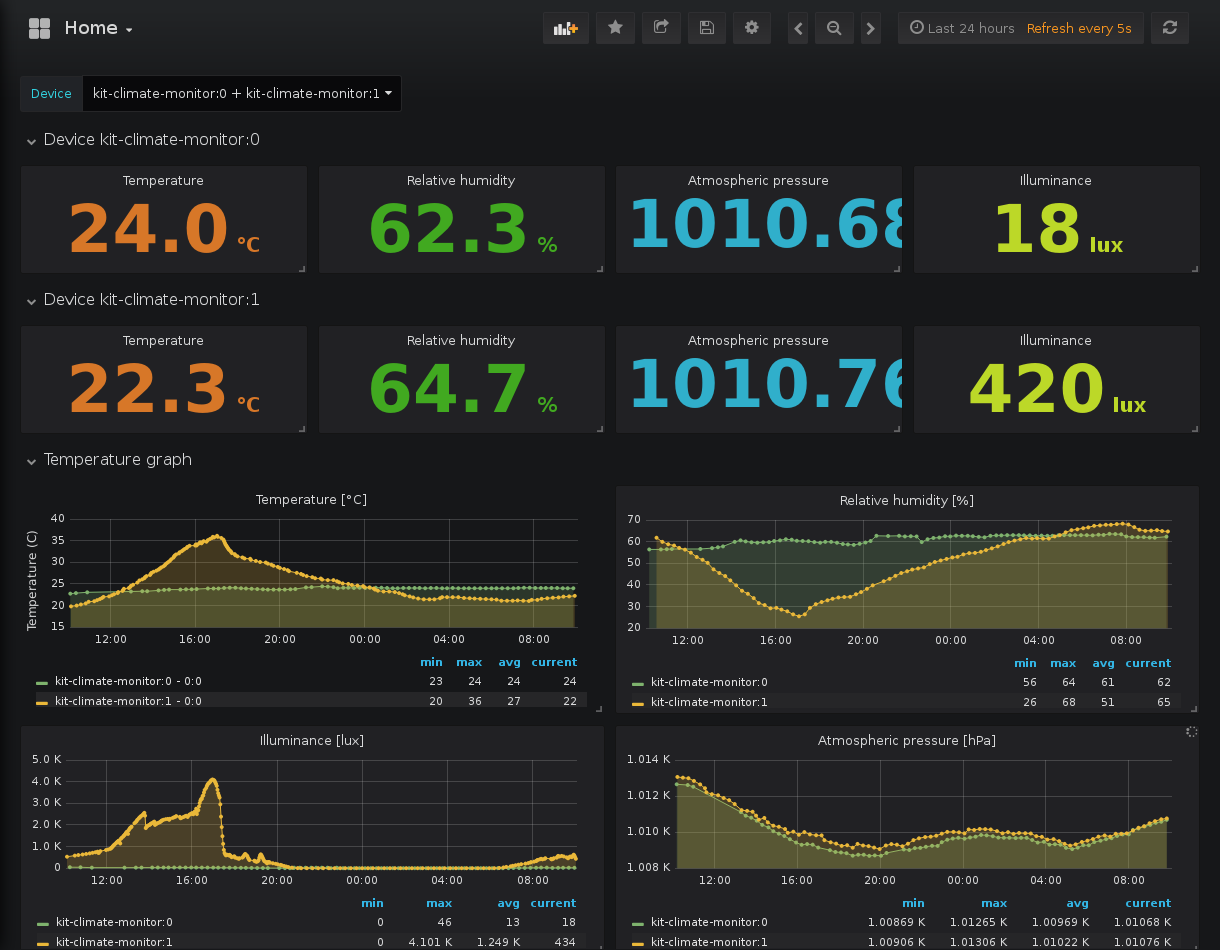 Home
Last 24 hours Refresh every 5s
Device kit-climate-monitor:0 + kit-climate-monitor:1
Device kit-climate-monitor:0
Temperature Relative humidity Atmospheric pressure Illuminance
24.0 °C 62.3 % 1010.68 18 lux
Device kit-climate-monitor:1
Temperature Relative humidity Atmospheric pressure Illuminance
22.3 °C 64.7 % 1010.76 420 lux
Temperature graph
Temperature [°C]
Temperature (C)
40
35
30
25
20
15
12:00 16:00 20:00 00:00 04:00 08:00
min max avg current
kit-climate-monitor:0 - 0:0 23 24 24 24
kit-climate-monitor:1 - 0:0 20 36 27 22
Relative humidity [%]
70
60
50
40
30
20
12:00 16:00 20:00 00:00 04:00 08:00
min max avg current
kit-climate-monitor:0 56 64 61 62
kit-climate-monitor:1 26 68 51 65
Illuminance [lux]
5.0 K
4.0 K
3.0 K
2.0 K
1.0 K
0
12:00 16:00 20:00 00:00 04:00 08:00
min max avg current
kit-climate-monitor:0 0 46 13 18
kit-climate-monitor:1 0 4.101 K 1.249 K 434
Atmospheric pressure [hPa]
1.014 K
1.012 K
1.010 K
1.008 K
12:00 16:00 20:00 00:00 04:00 08:00
min max avg current
kit-climate-monitor:0 1.00869 K 1.01265 K 1.00969 K 1.01068 K
kit-climate-monitor:1 1.00906 K 1.01306 K 1.01022 K 1.01076 K